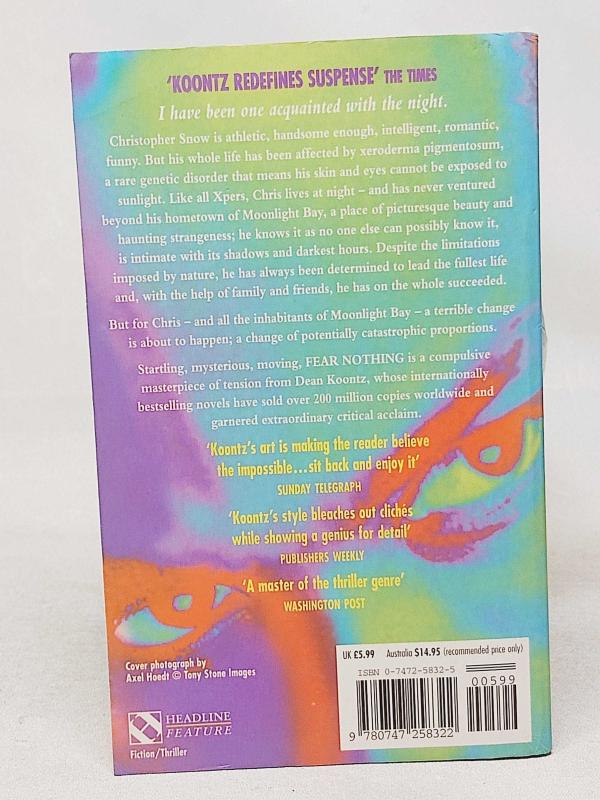 'KOONTZ REDEFINES SUSPENSE' THE TIMES
I have been one acquainted with the night.
Christopher Snow is athletic, handsome enough, intelligent, romantic,
funny. But his whole life has been affected by xeroderma pigmentosum,
a rare genetic disorder that means his skin and eyes cannot be exposed to
sunlight. Like all Xpers, Chris lives at night – and has never ventured
beyond his hometown of Moonlight Bay, a place of picturesque beauty and
haunting strangeness; he knows it as no one else can possibly know it,
is intimate with its shadows and darkest hours. Despite the limitations
imposed by nature, he has always been determined to lead the fullest life
and, with the help of family and friends, he has on the whole succeeded.
But for Chris – and all the inhabitants of Moonlight Bay – a terrible change
is about to happen; a change of potentially catastrophic proportions.
Startling, mysterious, moving, FEAR NOTHING is a compulsive
masterpiece of tension from Dean Koontz, whose internationally
bestselling novels have sold over 200 million copies worldwide and
garnered extraordinary critical acclaim.
'Koontz's art is making the reader believe
the impossible...sit back and enjoy it'
SUNDAY TELEGRAPH
'Koontz's style bleaches out clichés
while showing a genius for detail'
PUBLISHERS WEEKLY
'A master of the thriller genre'
WASHINGTON POST
Cover photograph by
Axel Hoedt © Tony Stone Images
HEADLINE
FEATURE
Fiction/Thriller
UK £5.99 Australia $14.95 (recommended price only)
ISBN 0-7472-5832-5
00599
9 780747 258322